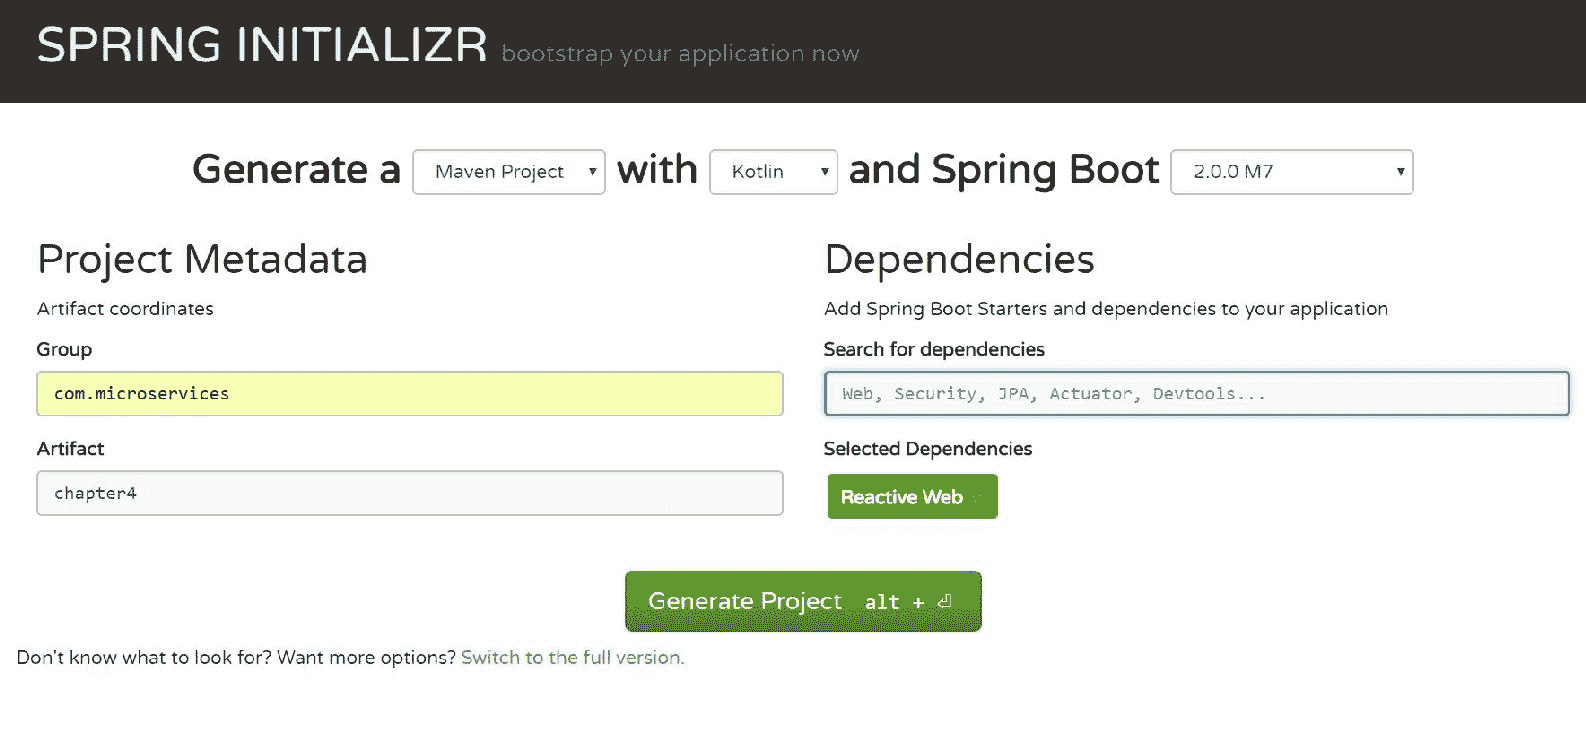 SPRING INITIALIZR bootstrap your application now
Generate a Maven Project with Kotlin and Spring Boot 2.0.0 M7
Project Metadata
Artifact coordinates
Group
com.microservices
Artifact
chapter4
Dependencies
Add Spring Boot Starters and dependencies to your application
Search for dependencies
Web, Security, JPA, Actuator, Devtools...
Selected Dependencies
Reactive Web
Generate Project alt + ⏎
Don't know what to look for? Want more options? Switch to the full version.